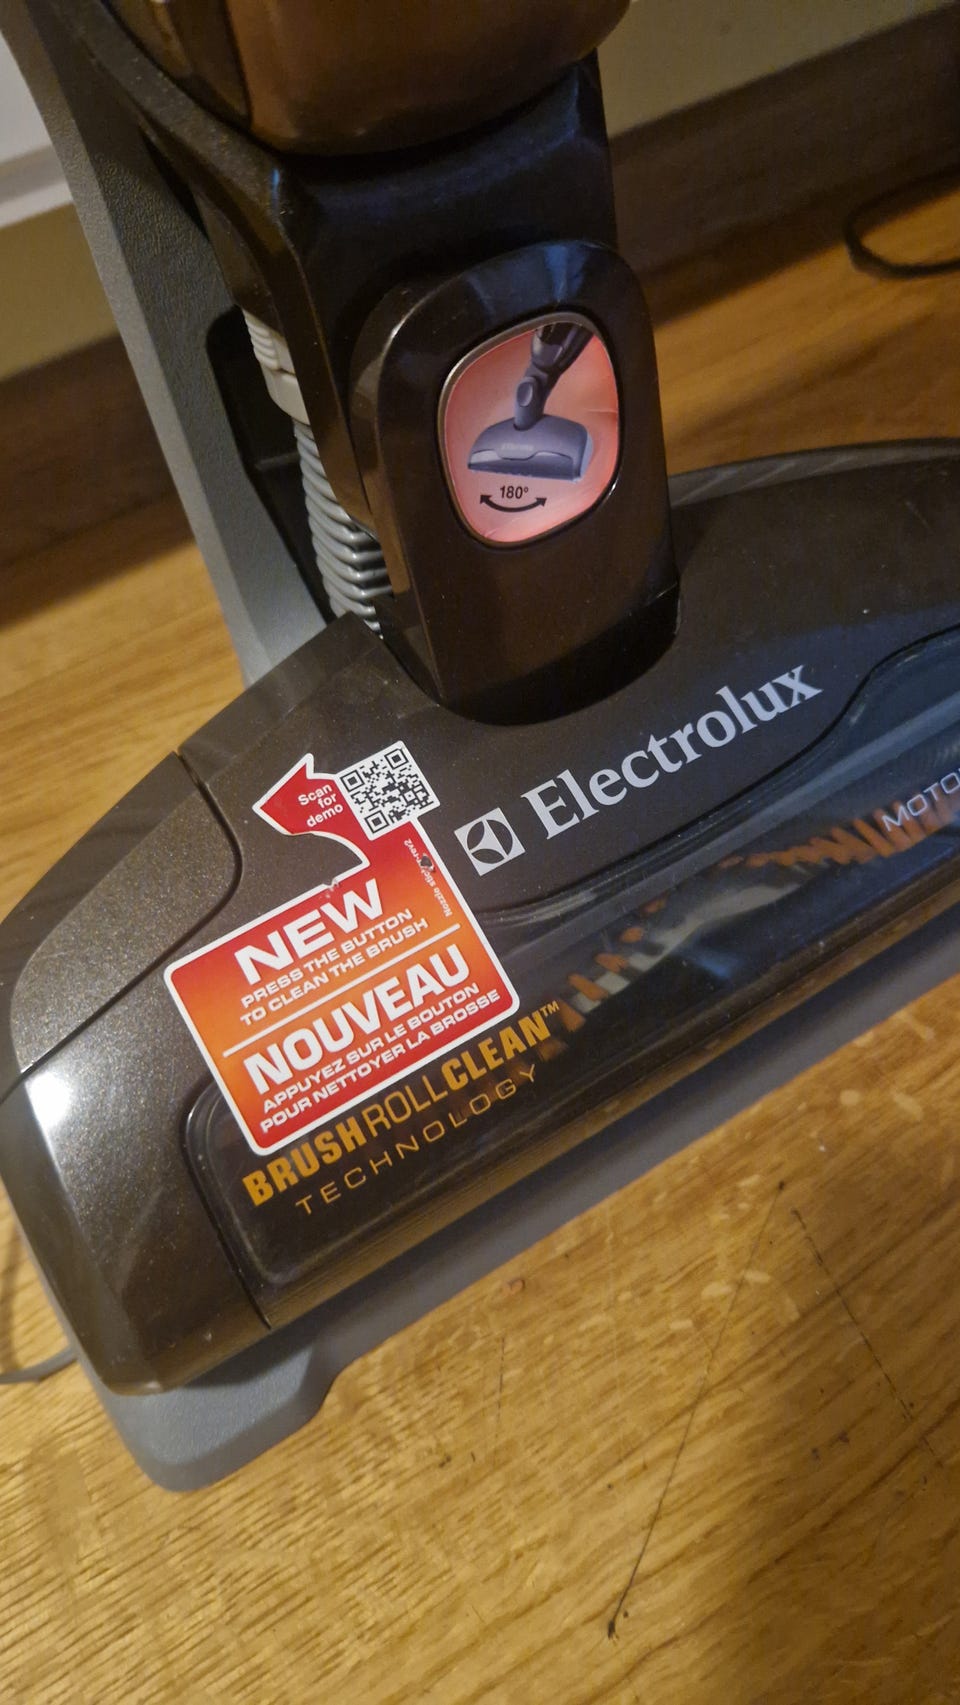 180°
Electrolux
Scan
for
demo
NEW
PRESS THE BUTTON
TO CLEAN THE BRUSH
NOUVEAU
APPUYEZ SUR LE BOUTON
POUR NETTOYER LA BROSSE
BRUSHROLLCLEAN™
TECHNOLOGY